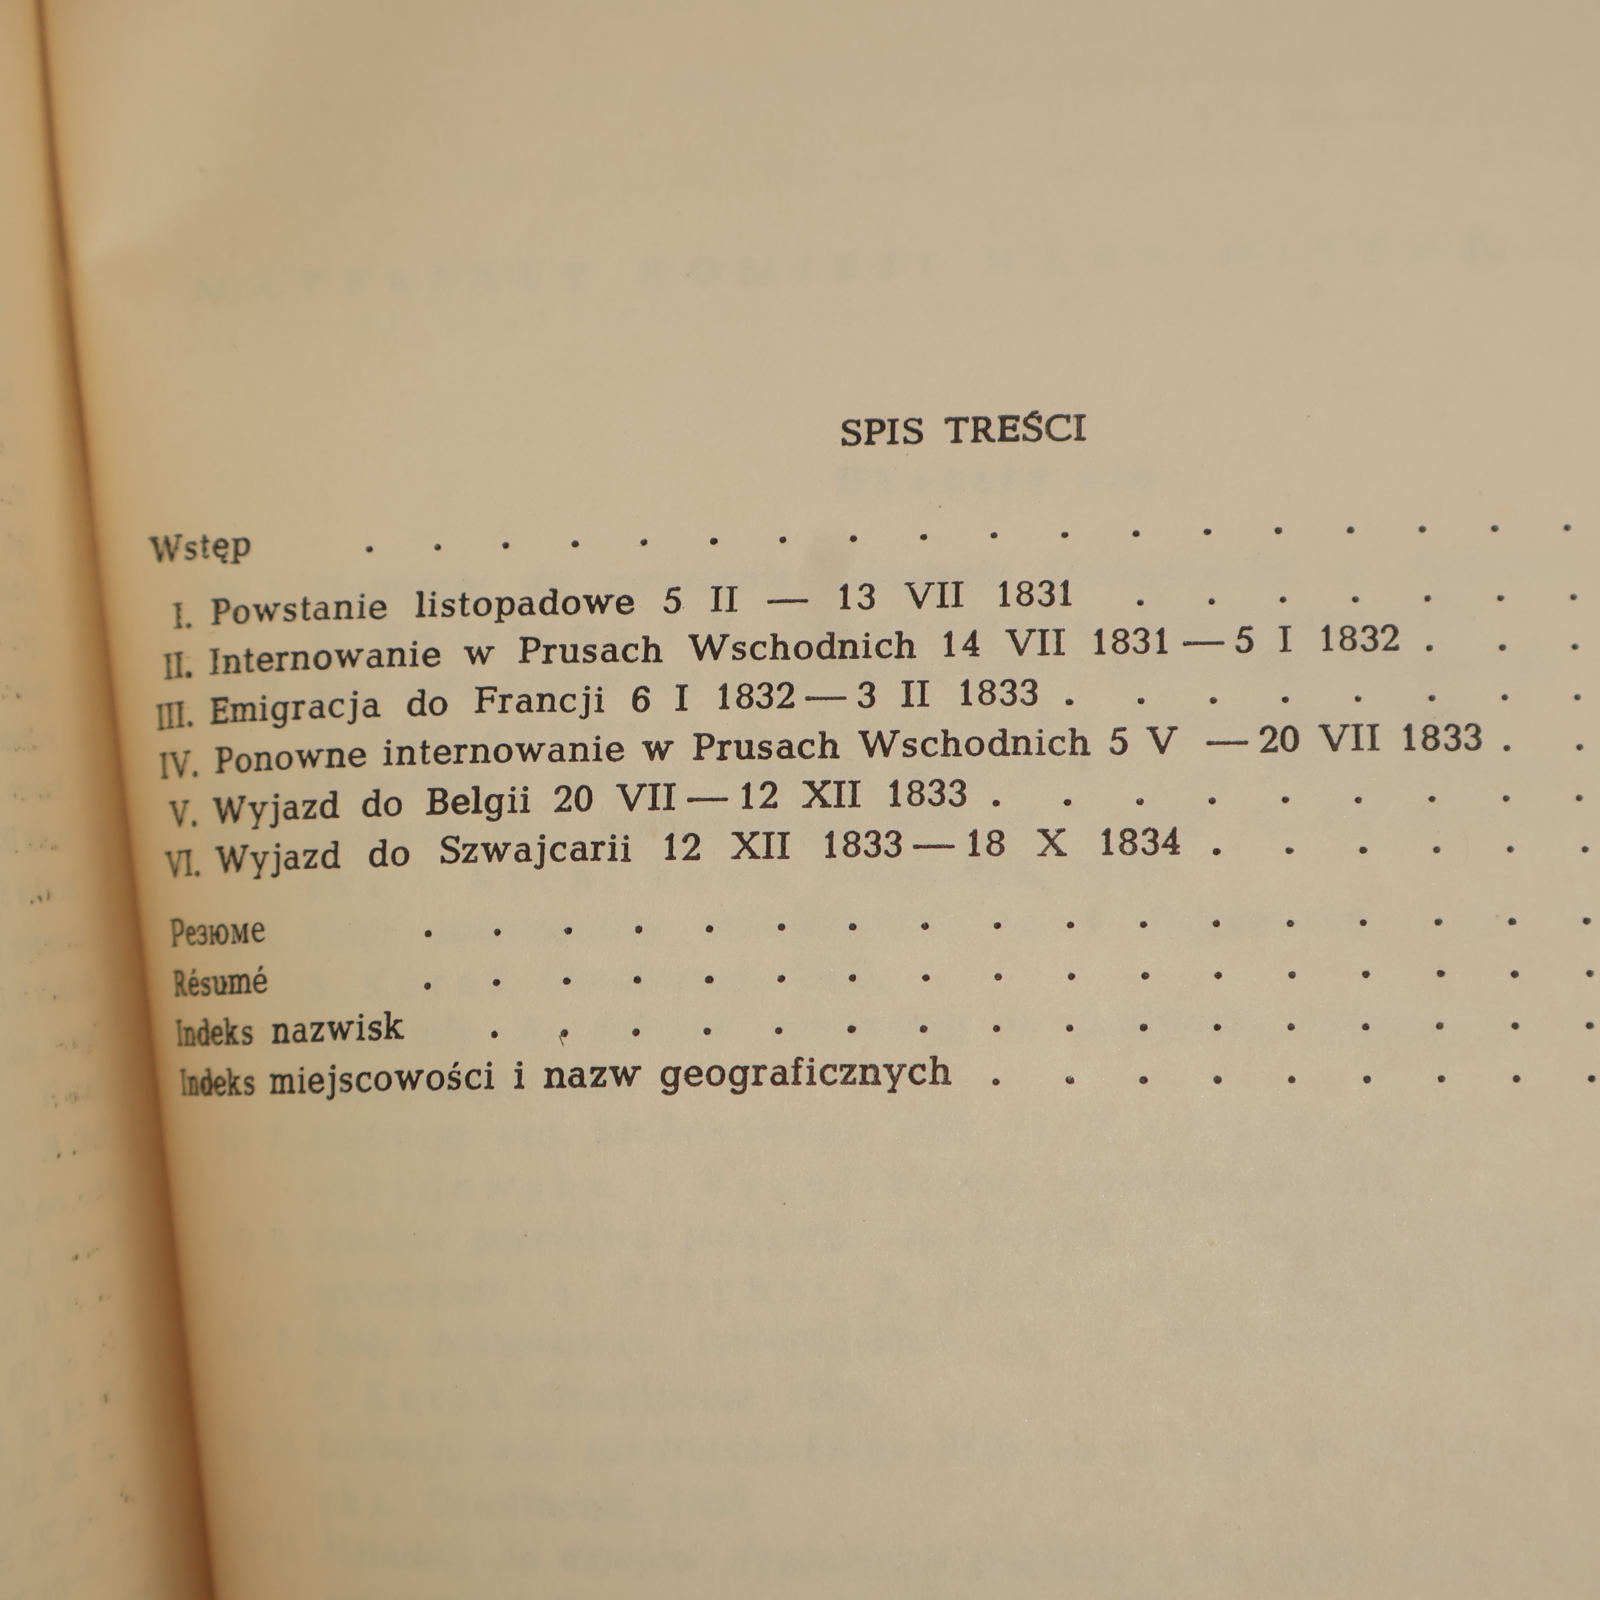 SPIS TREŚCI
Wstęp . . . . . . . . . . . . . . . . . .
I. Powstanie listopadowe 5 II — 13 VII 1831 . . . . . . .
II. Internowanie w Prusach Wschodnich 14 VII 1831 — 5 I 1832 . . .
III. Emigracja do Francji 6 I 1832 — 3 II 1833 . . . . . . . .
IV. Ponowne internowanie w Prusach Wschodnich 5 V — 20 VII 1833 . .
V. Wyjazd do Belgii 20 VII — 12 XII 1833 . . . . . . . . .
VI. Wyjazd do Szwajcarii 12 XII 1833 — 18 X 1834 . . . . . .
Резюме . . . . . . . . . . . . . . . . .
Résumé . . . . . . . . . . . . . . . . .
Indeks nazwisk . . . . . . . . . . . . . . . .
Indeks miejscowości i nazw geograficznych . . . . . . . . .